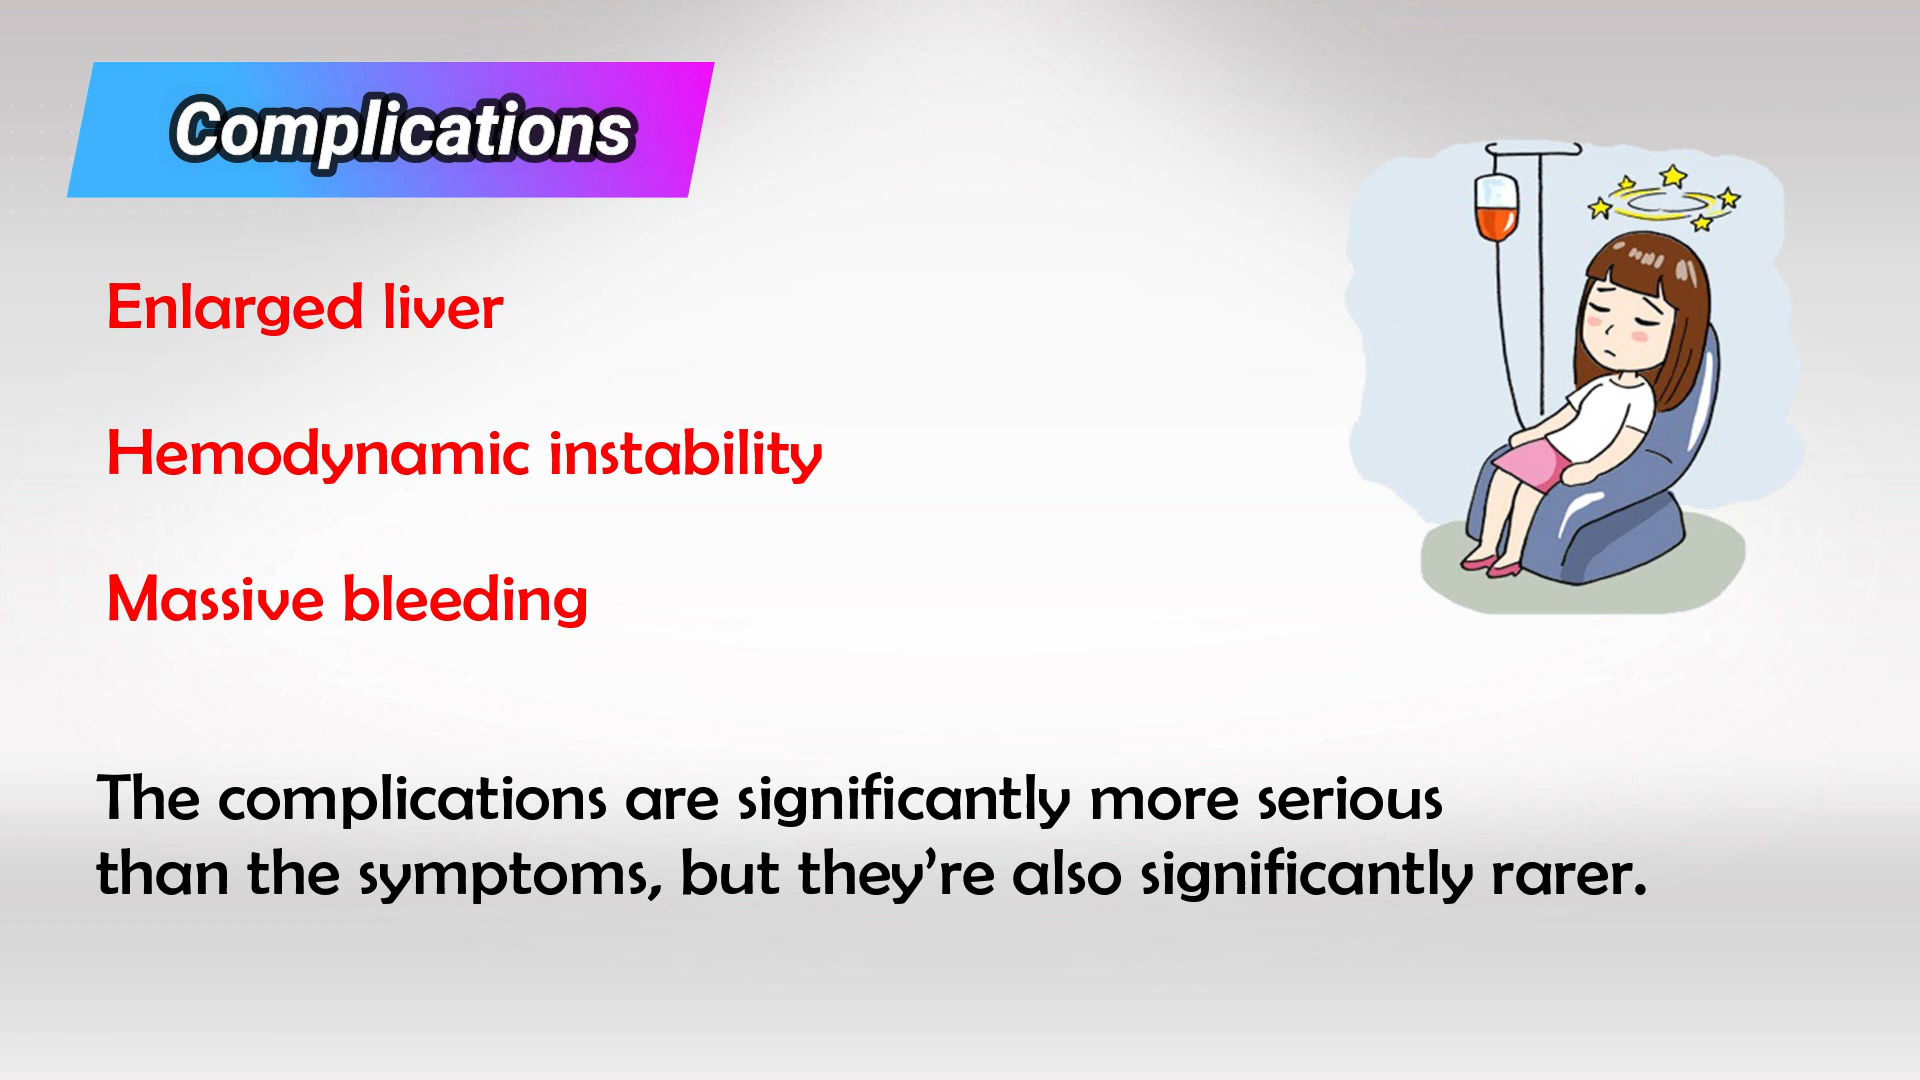 Complications
Enlarged liver
Hemodynamic instability
Massive bleeding
The complications are significantly more serious
than the symptoms, but they’re also significantly rarer.